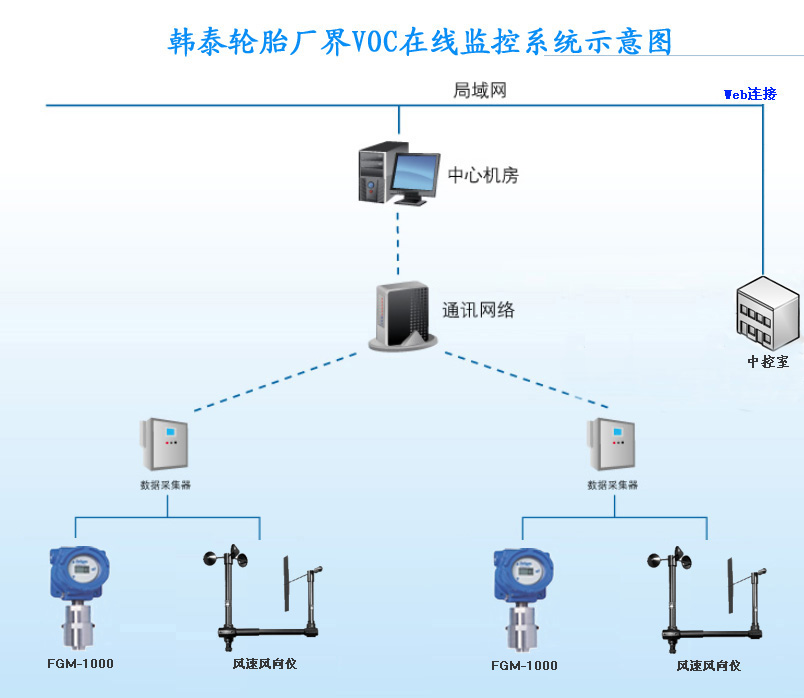 韩泰轮胎厂界VOC在线监控系统示意图
局域网
Web连接
中心机房
通讯网络
中控室
数据采集器
数据采集器
FGM-1000
风速风向仪
FGM-1000
风速风向仪